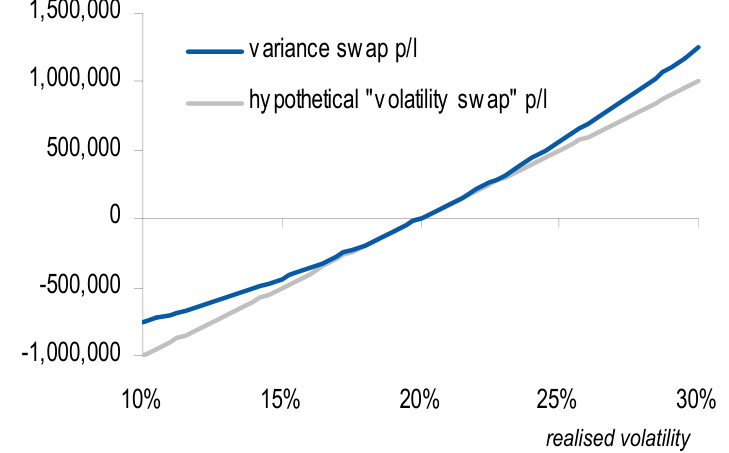 1,500,000
variance swap p/l
1,000,000
hypothetical "volatility swap" p/l
500,000
0
-500,000
-1,000,000
10% 15% 20% 25% 30%
realised volatility